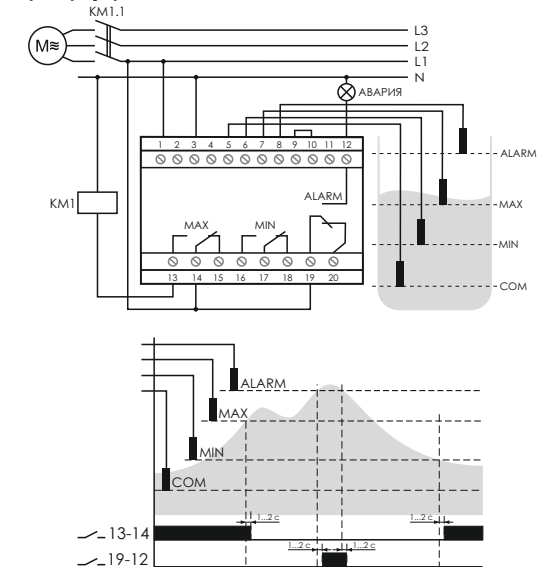 KM1.1
M≋
L3
L2
L1
N
АВАРИЯ
1 2 3 4 5 6 7 8 9 10 11 12
ALARM
ALARM
KM1
MAX
MIN
MAX
MIN
13 14 15 16 17 18 19 20
COM
ALARM
MAX
MIN
COM
1...2 c
1...2 c
13-14
1...2 c
1...2 c
19-12